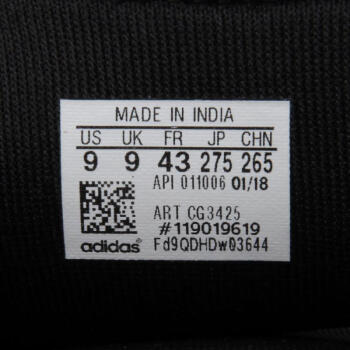 MADE IN INDIA
US UK FR JP CHN
9 9 43 275 265
API 011006 01/18
ART CG3425
#119019619
adidas Fd9QDHDw03644